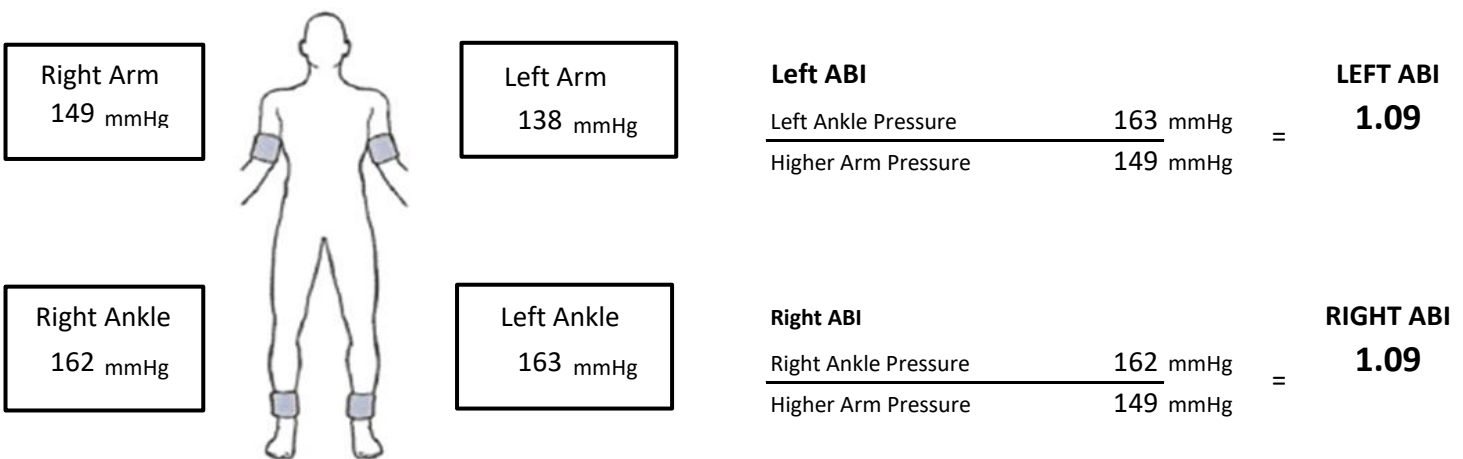 Right Arm
149 mmHg
Left Arm
138 mmHg
Right Ankle
162 mmHg
Left Ankle
163 mmHg
Left ABI
Left Ankle Pressure 163 mmHg
Higher Arm Pressure 149 mmHg
=
LEFT ABI
1.09
Right ABI
Right Ankle Pressure 162 mmHg
Higher Arm Pressure 149 mmHg
=
RIGHT ABI
1.09